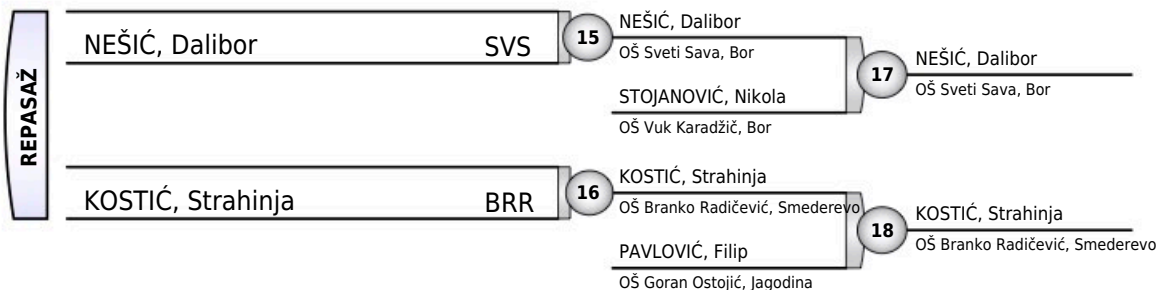 REPASAŽ
NEŠIĆ, Dalibor SVS
15
NEŠIĆ, Dalibor
OŠ Sveti Sava, Bor
STOJANOVIĆ, Nikola
OŠ Vuk Karadžič, Bor
17
NEŠIĆ, Dalibor
OŠ Sveti Sava, Bor
KOSTIĆ, Strahinja BRR
16
KOSTIĆ, Strahinja
OŠ Branko Radičević, Smederevo
PAVLOVIĆ, Filip
OŠ Goran Ostojić, Jagodina
18
KOSTIĆ, Strahinja
OŠ Branko Radičević, Smederevo